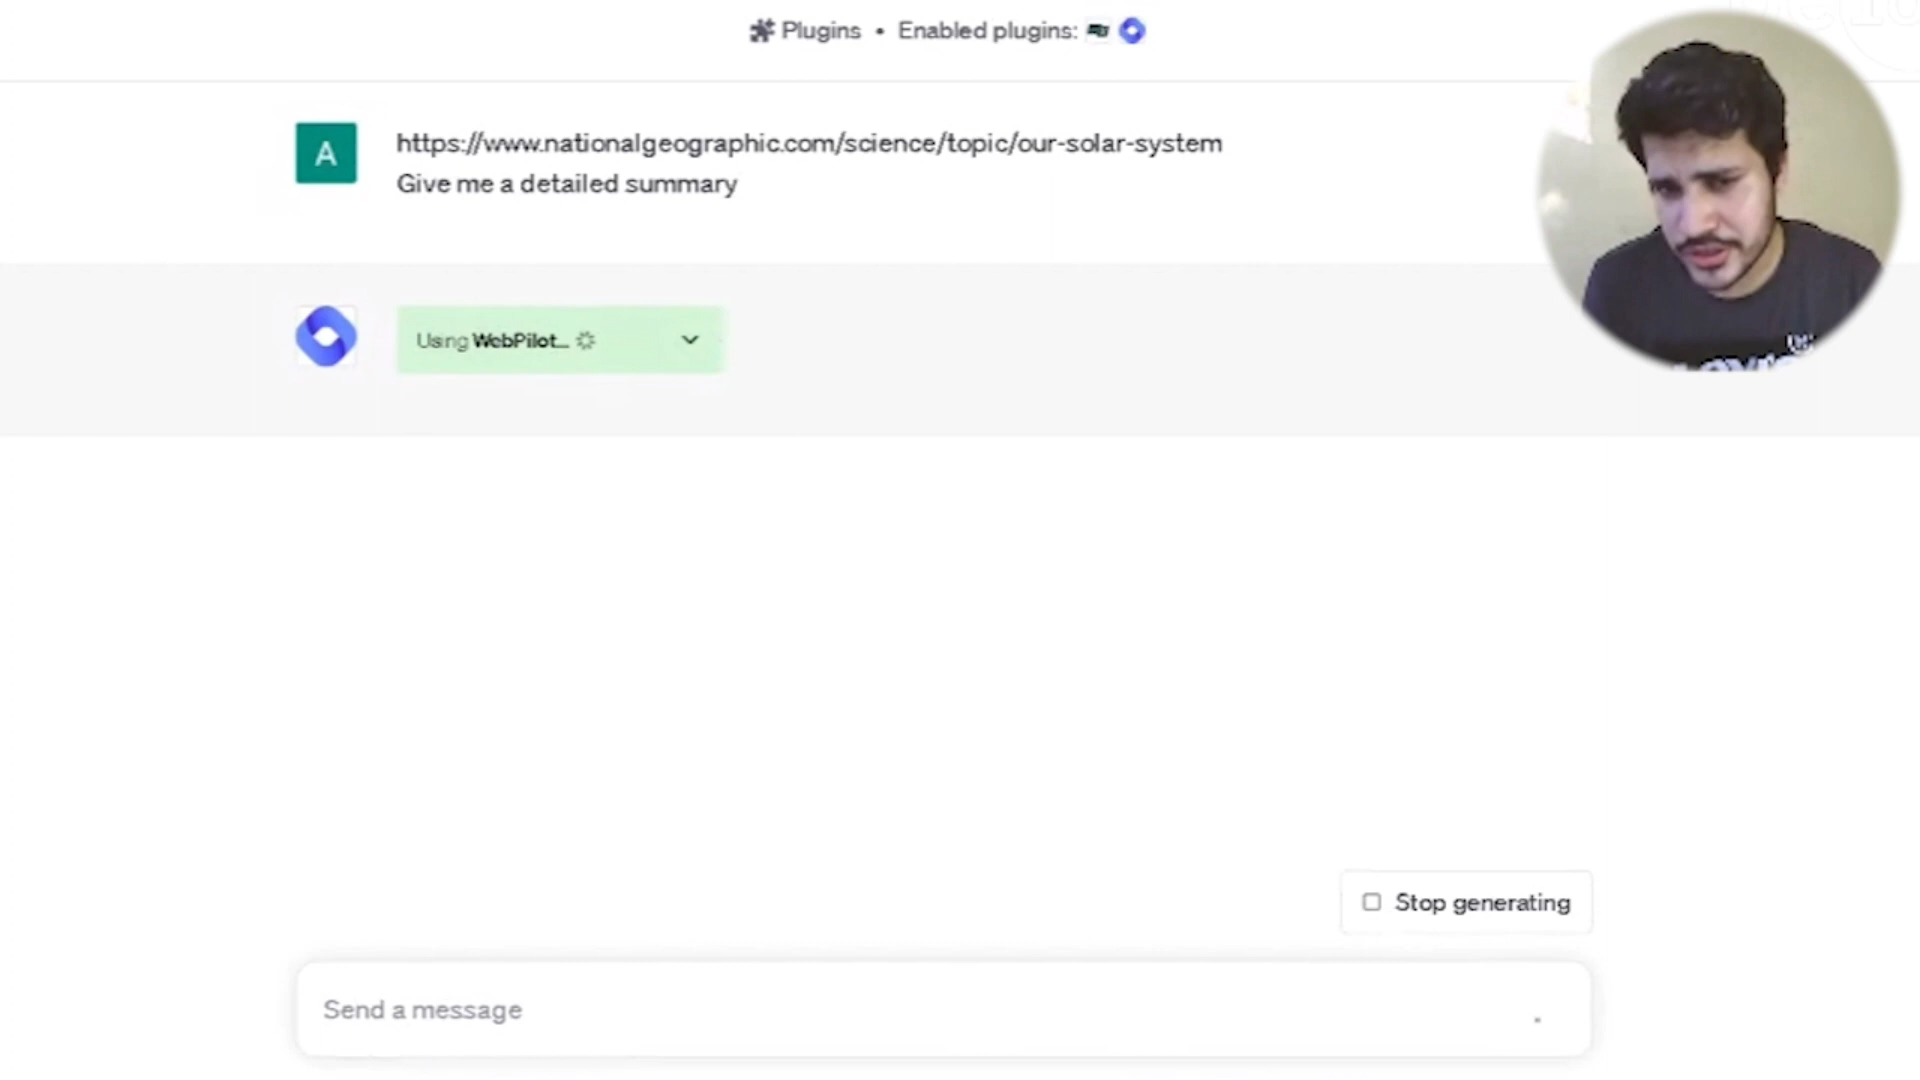 Plugins • Enabled plugins:
A
https://www.nationalgeographic.com/science/topic/our-solar-system
Give me a detailed summary
Using WebPilot...
Stop generating
Send a message